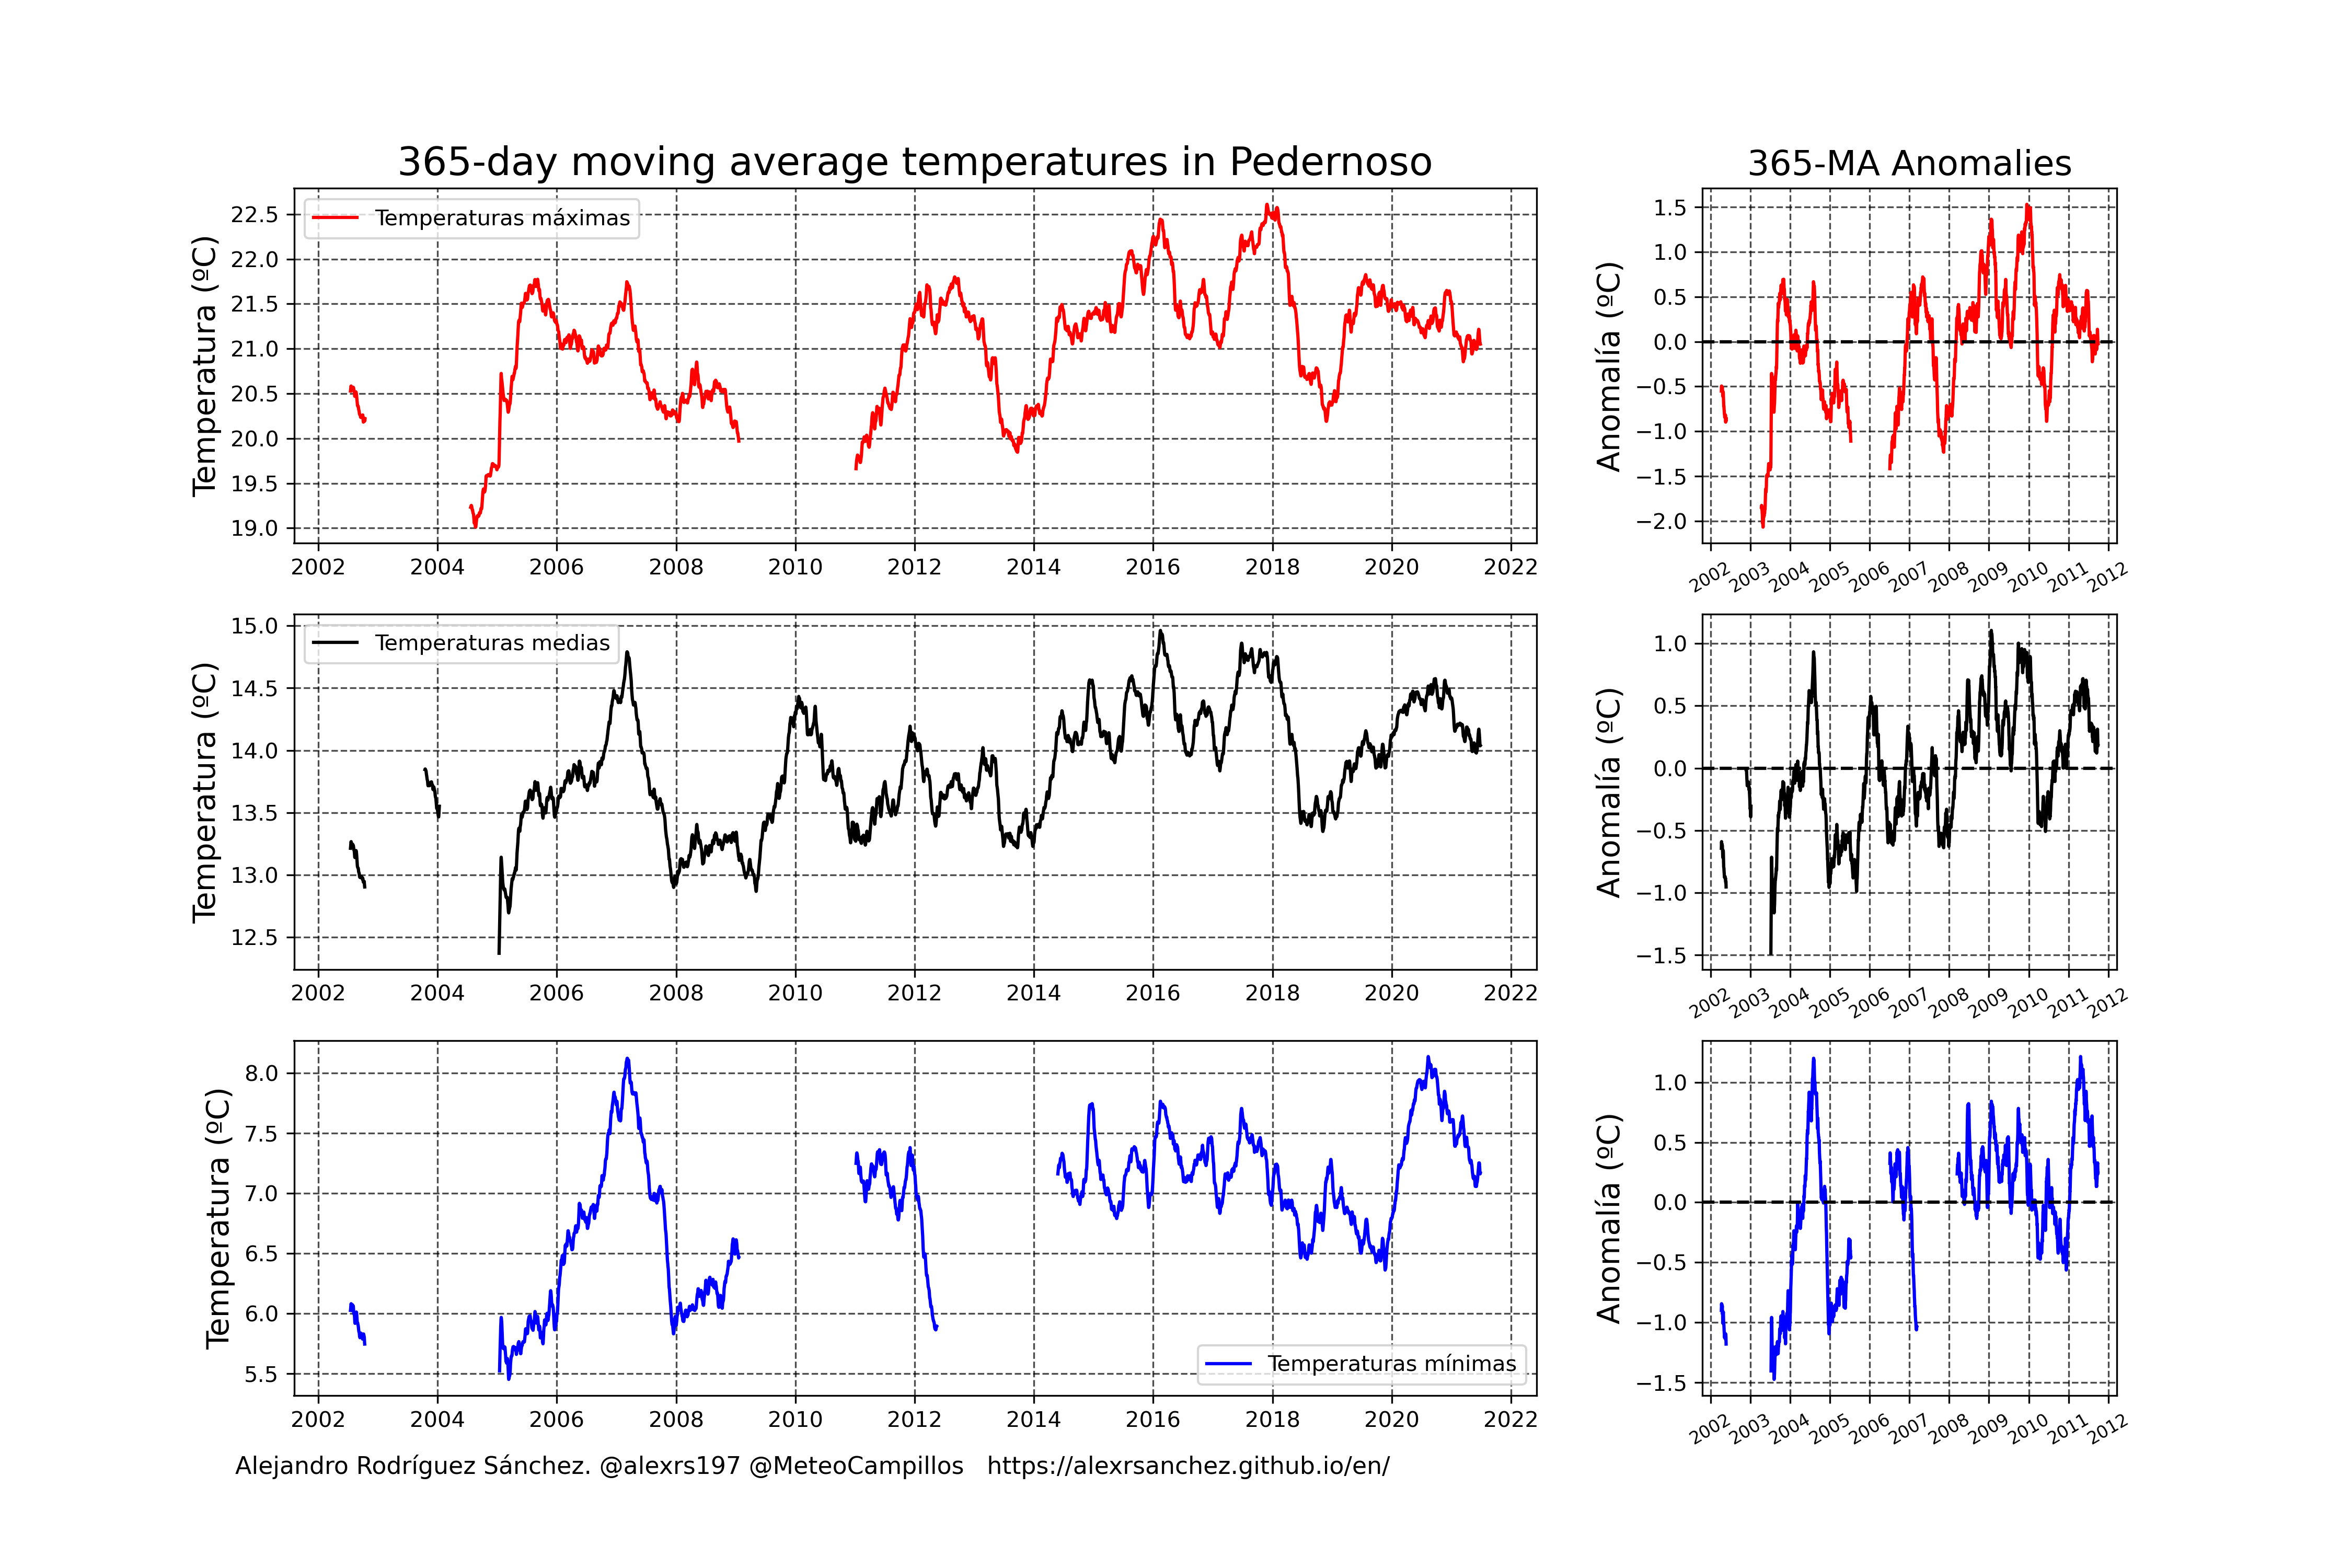 365-day moving average temperatures in Pedernoso
365-MA Anomalies
Temperatura (ºC)
22.5
22.0
21.5
21.0
20.5
20.0
19.5
19.0
Temperaturas máximas
2002 2004 2006 2008 2010 2012 2014 2016 2018 2020 2022
Anomalía (ºC)
1.5
1.0
0.5
0.0
−0.5
−1.0
−1.5
−2.0
2002 2003 2004 2005 2006 2007 2008 2009 2010 2011 2012
Temperatura (ºC)
15.0
14.5
14.0
13.5
13.0
12.5
Temperaturas medias
2002 2004 2006 2008 2010 2012 2014 2016 2018 2020 2022
Anomalía (ºC)
1.0
0.5
0.0
−0.5
−1.0
−1.5
2002 2003 2004 2005 2006 2007 2008 2009 2010 2011 2012
Temperatura (ºC)
8.0
7.5
7.0
6.5
6.0
5.5
Temperaturas mínimas
2002 2004 2006 2008 2010 2012 2014 2016 2018 2020 2022
Anomalía (ºC)
1.0
0.5
0.0
−0.5
−1.0
−1.5
2002 2003 2004 2005 2006 2007 2008 2009 2010 2011 2012
Alejandro Rodríguez Sánchez. @alexrs197 @MeteoCampillos https://alexrsanchez.github.io/en/